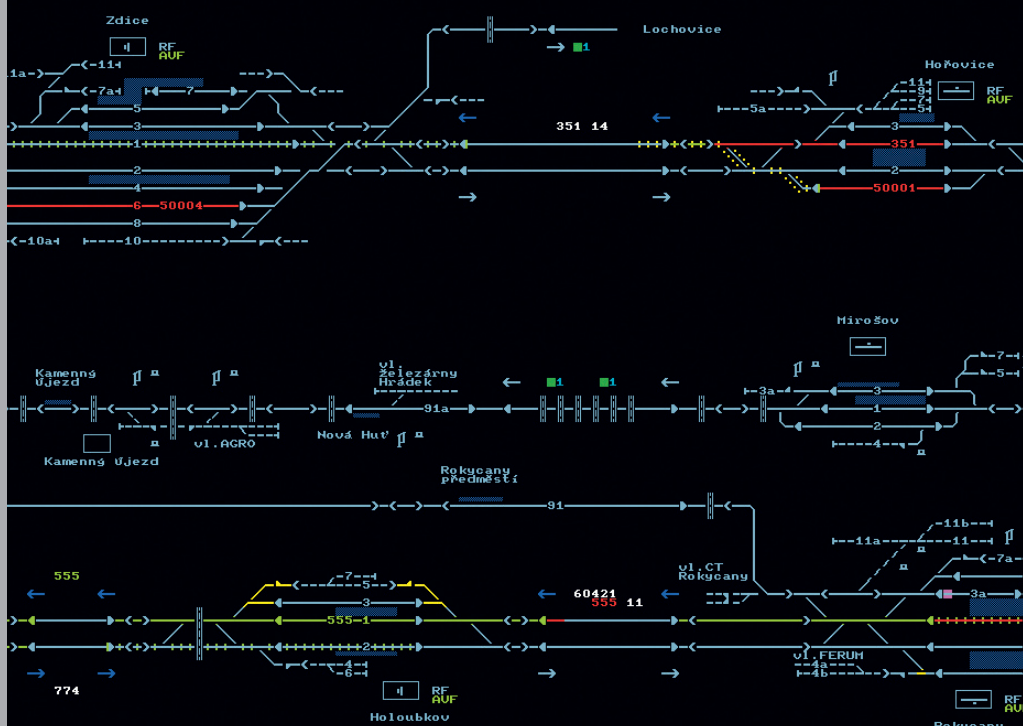 Zdice
RF
AVF
Lochovice
1
Hořovice
RF
AVF
11a
11
7a
7
5
3
1
2
4
6 50004
8
10a
10
351 14
11
9
7
5
5a
3
351
2
50001
Mirošov
Kamenný
Újezd
vl.
železárny
Hrádek
1
1
91a
vl.AGRO
Nová Huť
Kamenný Újezd
3a
7
5
3
1
2
4
Rokycany
předměstí
91
11b
11a
11
7a
vl.CT
Rokycany
3a
555
7
5
3
555 1
2
4
6
60421
555 11
vl.FERUM
4a
4b
774
RF
AVF
Holoubkov
RF
AVF
Rokycany